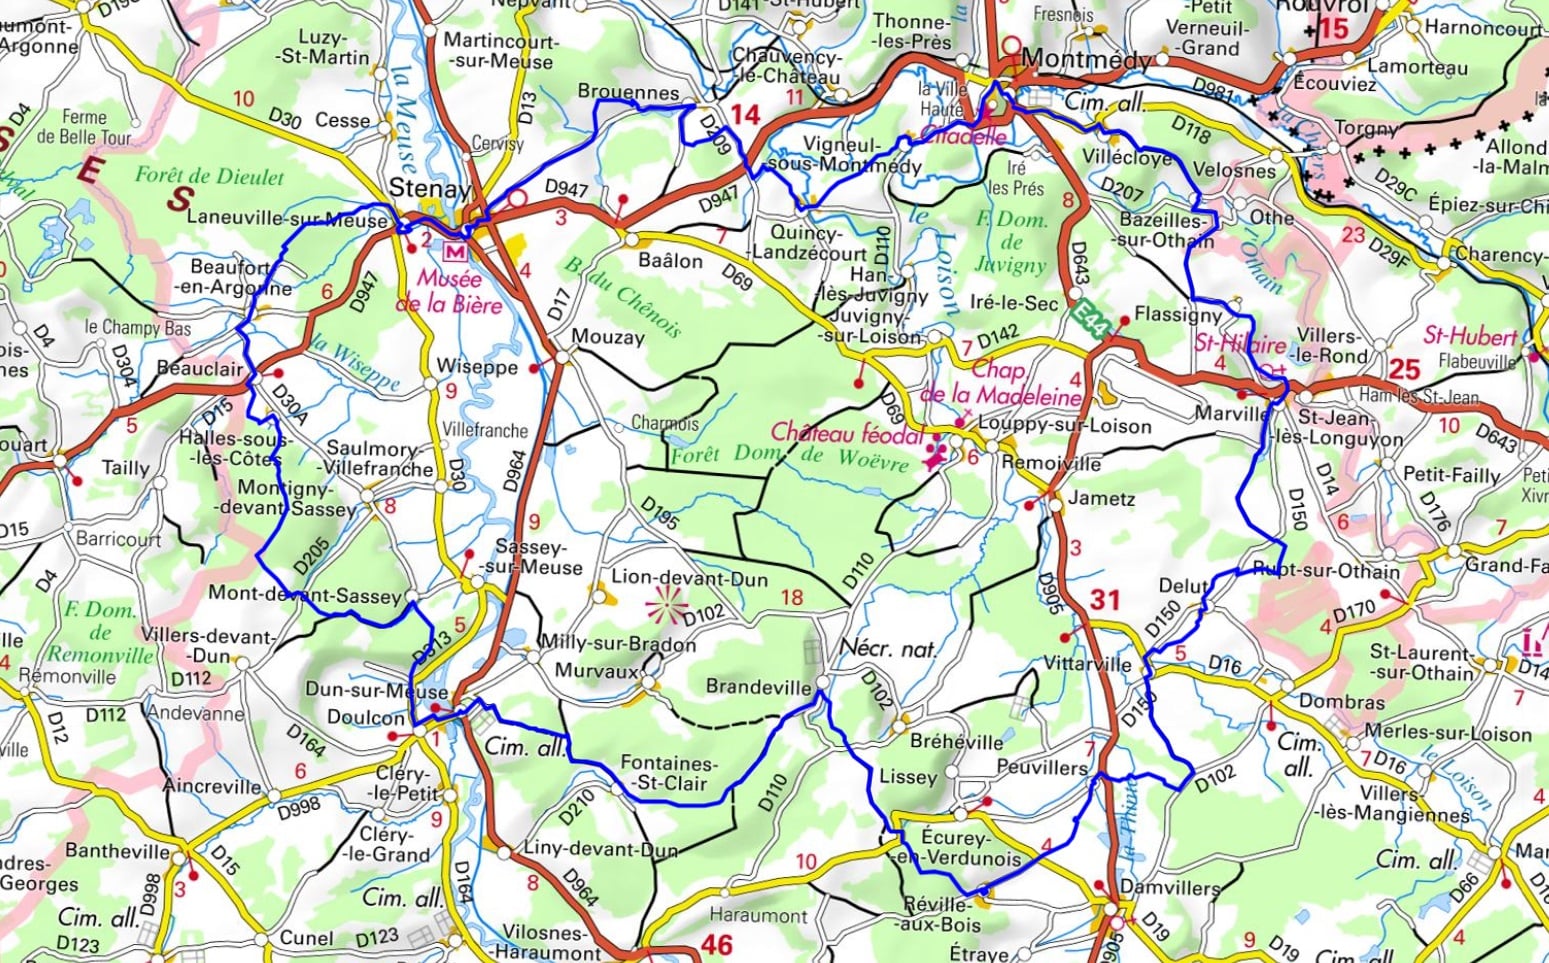 Nepvant
D141
St-Hubert
Petit
-Verneuil-
-Grand
Rouvroi
15
Harnoncourt
-Argonne
Luzy-
-St-Martin
la Meuse
Martincourt-
-sur-Meuse
Thonne-
-les-Près
Fresnois
Chauvency-
-le-Château
Montmédy
Écouviez
Lamorteau
D4
Ferme
de Belle Tour
10
D30
Cesse
D13
Brouennes
14
11
la Ville
Haute
Citadelle
Cim. all.
D981
D118
Torgny
Allond
-la-Malm
E
S
Forêt de Dieulet
Cervisy
D209
Vigneul-
-sous-Montmédy
Iré
les Prés
Villécloye
Velosnes
D29C
Stenay
D947
3
D947
8
D207
Épiez-sur-Chi
Laneuville-sur-Meuse
2
M
Musée
de la Bière
4
Baâlon
7
D69
Quincy-
-Landzécourt
D110
le Loison
F. Dom.
de
Juvigny
Bazeilles-
-sur-Othain
Othe
l'Othain
23
D29F
Charency-
Beaufort-
-en-Argonne
6
D947
D17
B. du Chênois
Han-
-lès-Juvigny
Juvigny-
-sur-Loison
D643
Iré-le-Sec
E44
Flassigny
le Champy Bas
D4
D304
la Wiseppe
Mouzay
7
D142
St-Hilaire
Villers-
-le-Rond
St-Hubert
Flabeuville
Beauclair
Wiseppe
9
Chap.
de la Madeleine
4
4
25
5
D15
D30A
Villefranche
Charmois
D69
Louppy-sur-Loison
Marville
St-Jean-
-lès-Longuyon
Ham lès St-Jean
10
D643
Halles-sous-
-les-Côtes
Saulmory-
-Villefranche
Château féodal
Forêt Dom. de Woëvre
6
Remoiville
Tailly
D30
D964
Montigny-
-devant Sassey
8
Jametz
D14
Petit-Failly
D15
Barricourt
D205
9
D195
3
D150
6
D176
7
D4
Sassey-
-sur-Meuse
D110
Rupt-sur-Othain
Grand-Fa
Mont-devant-Sassey
Lion-devant-Dun
18
D102
D905
31
Delut
D150
D170
4
F. Dom.
de
Remonville
Villers-devant-
-Dun
5
D313
Milly-sur-Bradon
Nécr. nat.
Vittarville
5
D16
St-Laurent-
-sur-Othain
D14
4
Rémonville
D112
Murvaux
Brandeville
D102
7
Dun-sur-Meuse
Doulcon
D112
Andevanne
D12
D164
1
Cim. all.
Bréhéville
D150
Dombras
Merles-sur-Loison
Cim.
all.
6
Cléry-
-le-Petit
Fontaines-
-St-Clair
D110
Lissey
7
Peuvillers
D102
7
D16
le Loison
Aincreville
D998
D210
Villers-
-lès-Mangiennes
4
9
Cléry-
-le-Grand
Écurey-
-en-Verdunois
4
la Thinte
Bantheville
D15
Liny-devant-Dun
10
Cim. all.
3
D998
D164
8
D964
Réville-
-aux-Bois
Damvillers
D66
Cim. all.
Cim. all.
Haraumont
D123
Cunel
D123
Vilosnes-
-Haraumont
46
Étraye
D905
D19
9
D19
4
Cim. all.